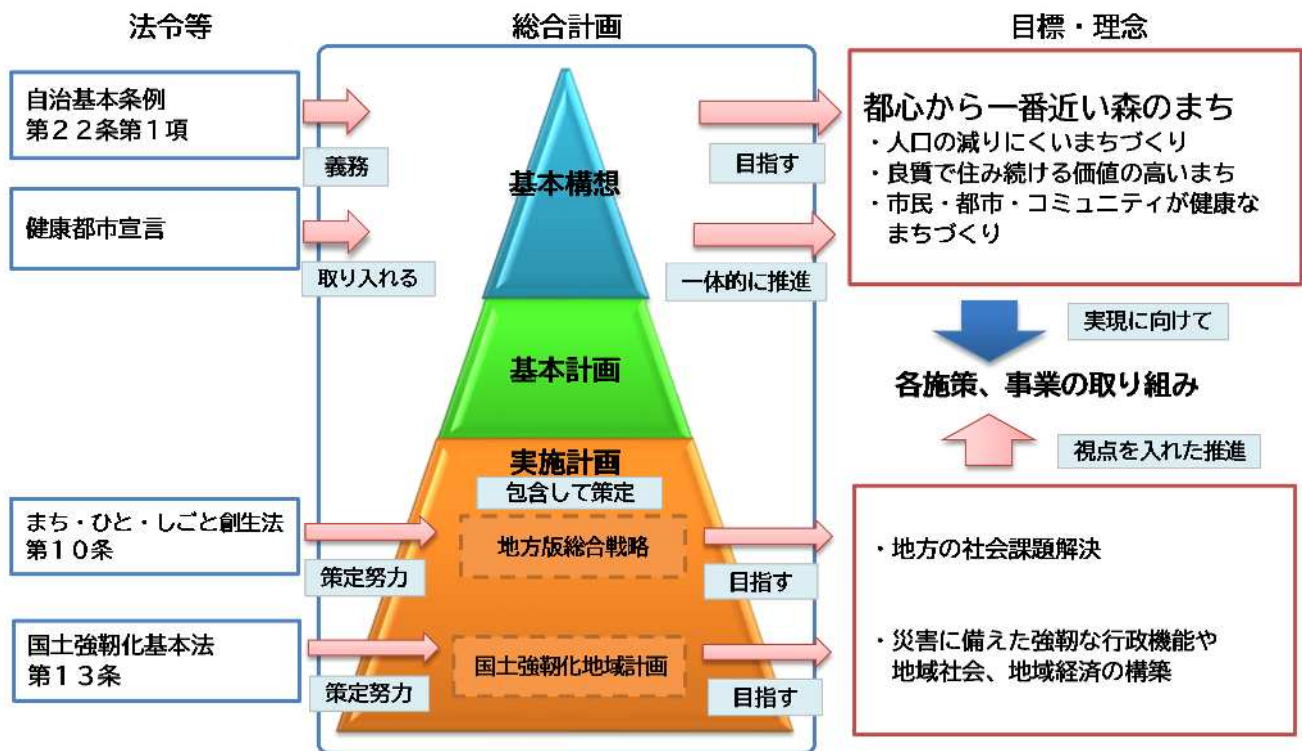 法令等
総合計画
目標・理念
自治基本条例
第２２条第１項
義務
健康都市宣言
取り入れる
基本構想
目指す
一体的に推進
都心から一番近い森のまち
・人口の減りにくいまちづくり
・良質で住み続ける価値の高いまち
・市民・都市・コミュニティが健康な
まちづくり
実現に向けて
基本計画
各施策、事業の取り組み
視点を入れた推進
実施計画
包含して策定
まち・ひと・しごと創生法
第１０条
策定努力
地方版総合戦略
目指す
・地方の社会課題解決
国土強靭化基本法
第１３条
策定努力
国土強靭化地域計画
目指す
・災害に備えた強靭な行政機能や
地域社会、地域経済の構築